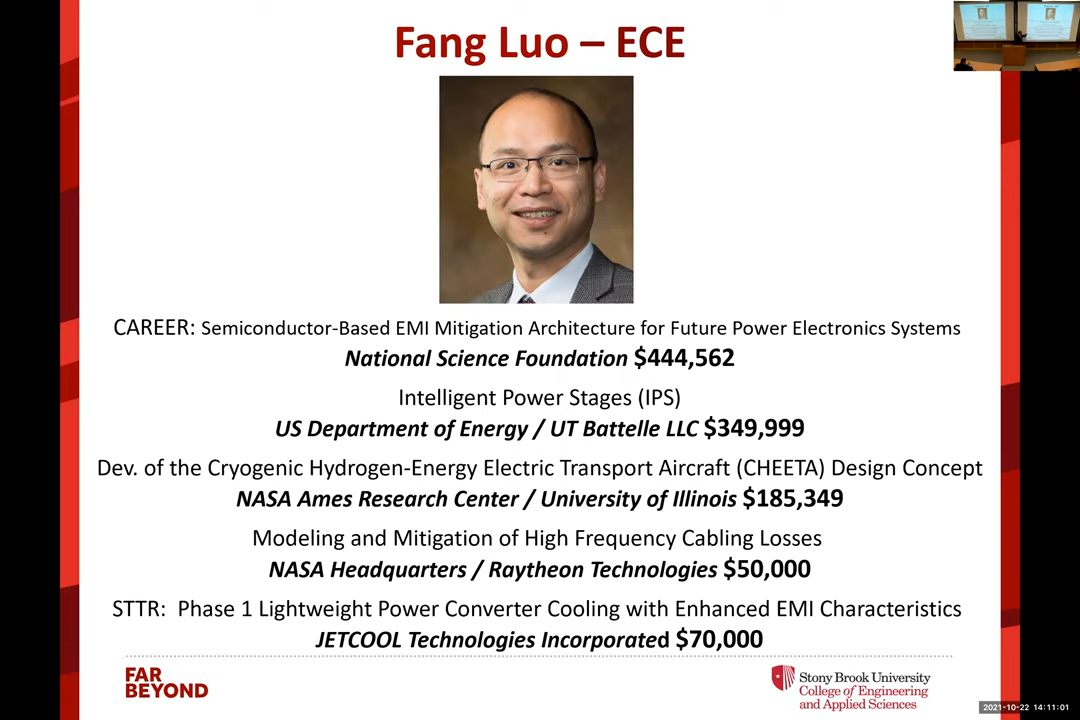 Fang Luo – ECE
CAREER: Semiconductor-Based EMI Mitigation Architecture for Future Power Electronics Systems
National Science Foundation $444,562
Intelligent Power Stages (IPS)
US Department of Energy / UT Battelle LLC $349,999
Dev. of the Cryogenic Hydrogen-Energy Electric Transport Aircraft (CHEETA) Design Concept
NASA Ames Research Center / University of Illinois $185,349
Modeling and Mitigation of High Frequency Cabling Losses
NASA Headquarters / Raytheon Technologies $50,000
STTR: Phase 1 Lightweight Power Converter Cooling with Enhanced EMI Characteristics
JETCOOL Technologies Incorporated $70,000
FAR
BEYOND
Stony Brook University
College of Engineering
and Applied Sciences
2021-10-22 14:11:01